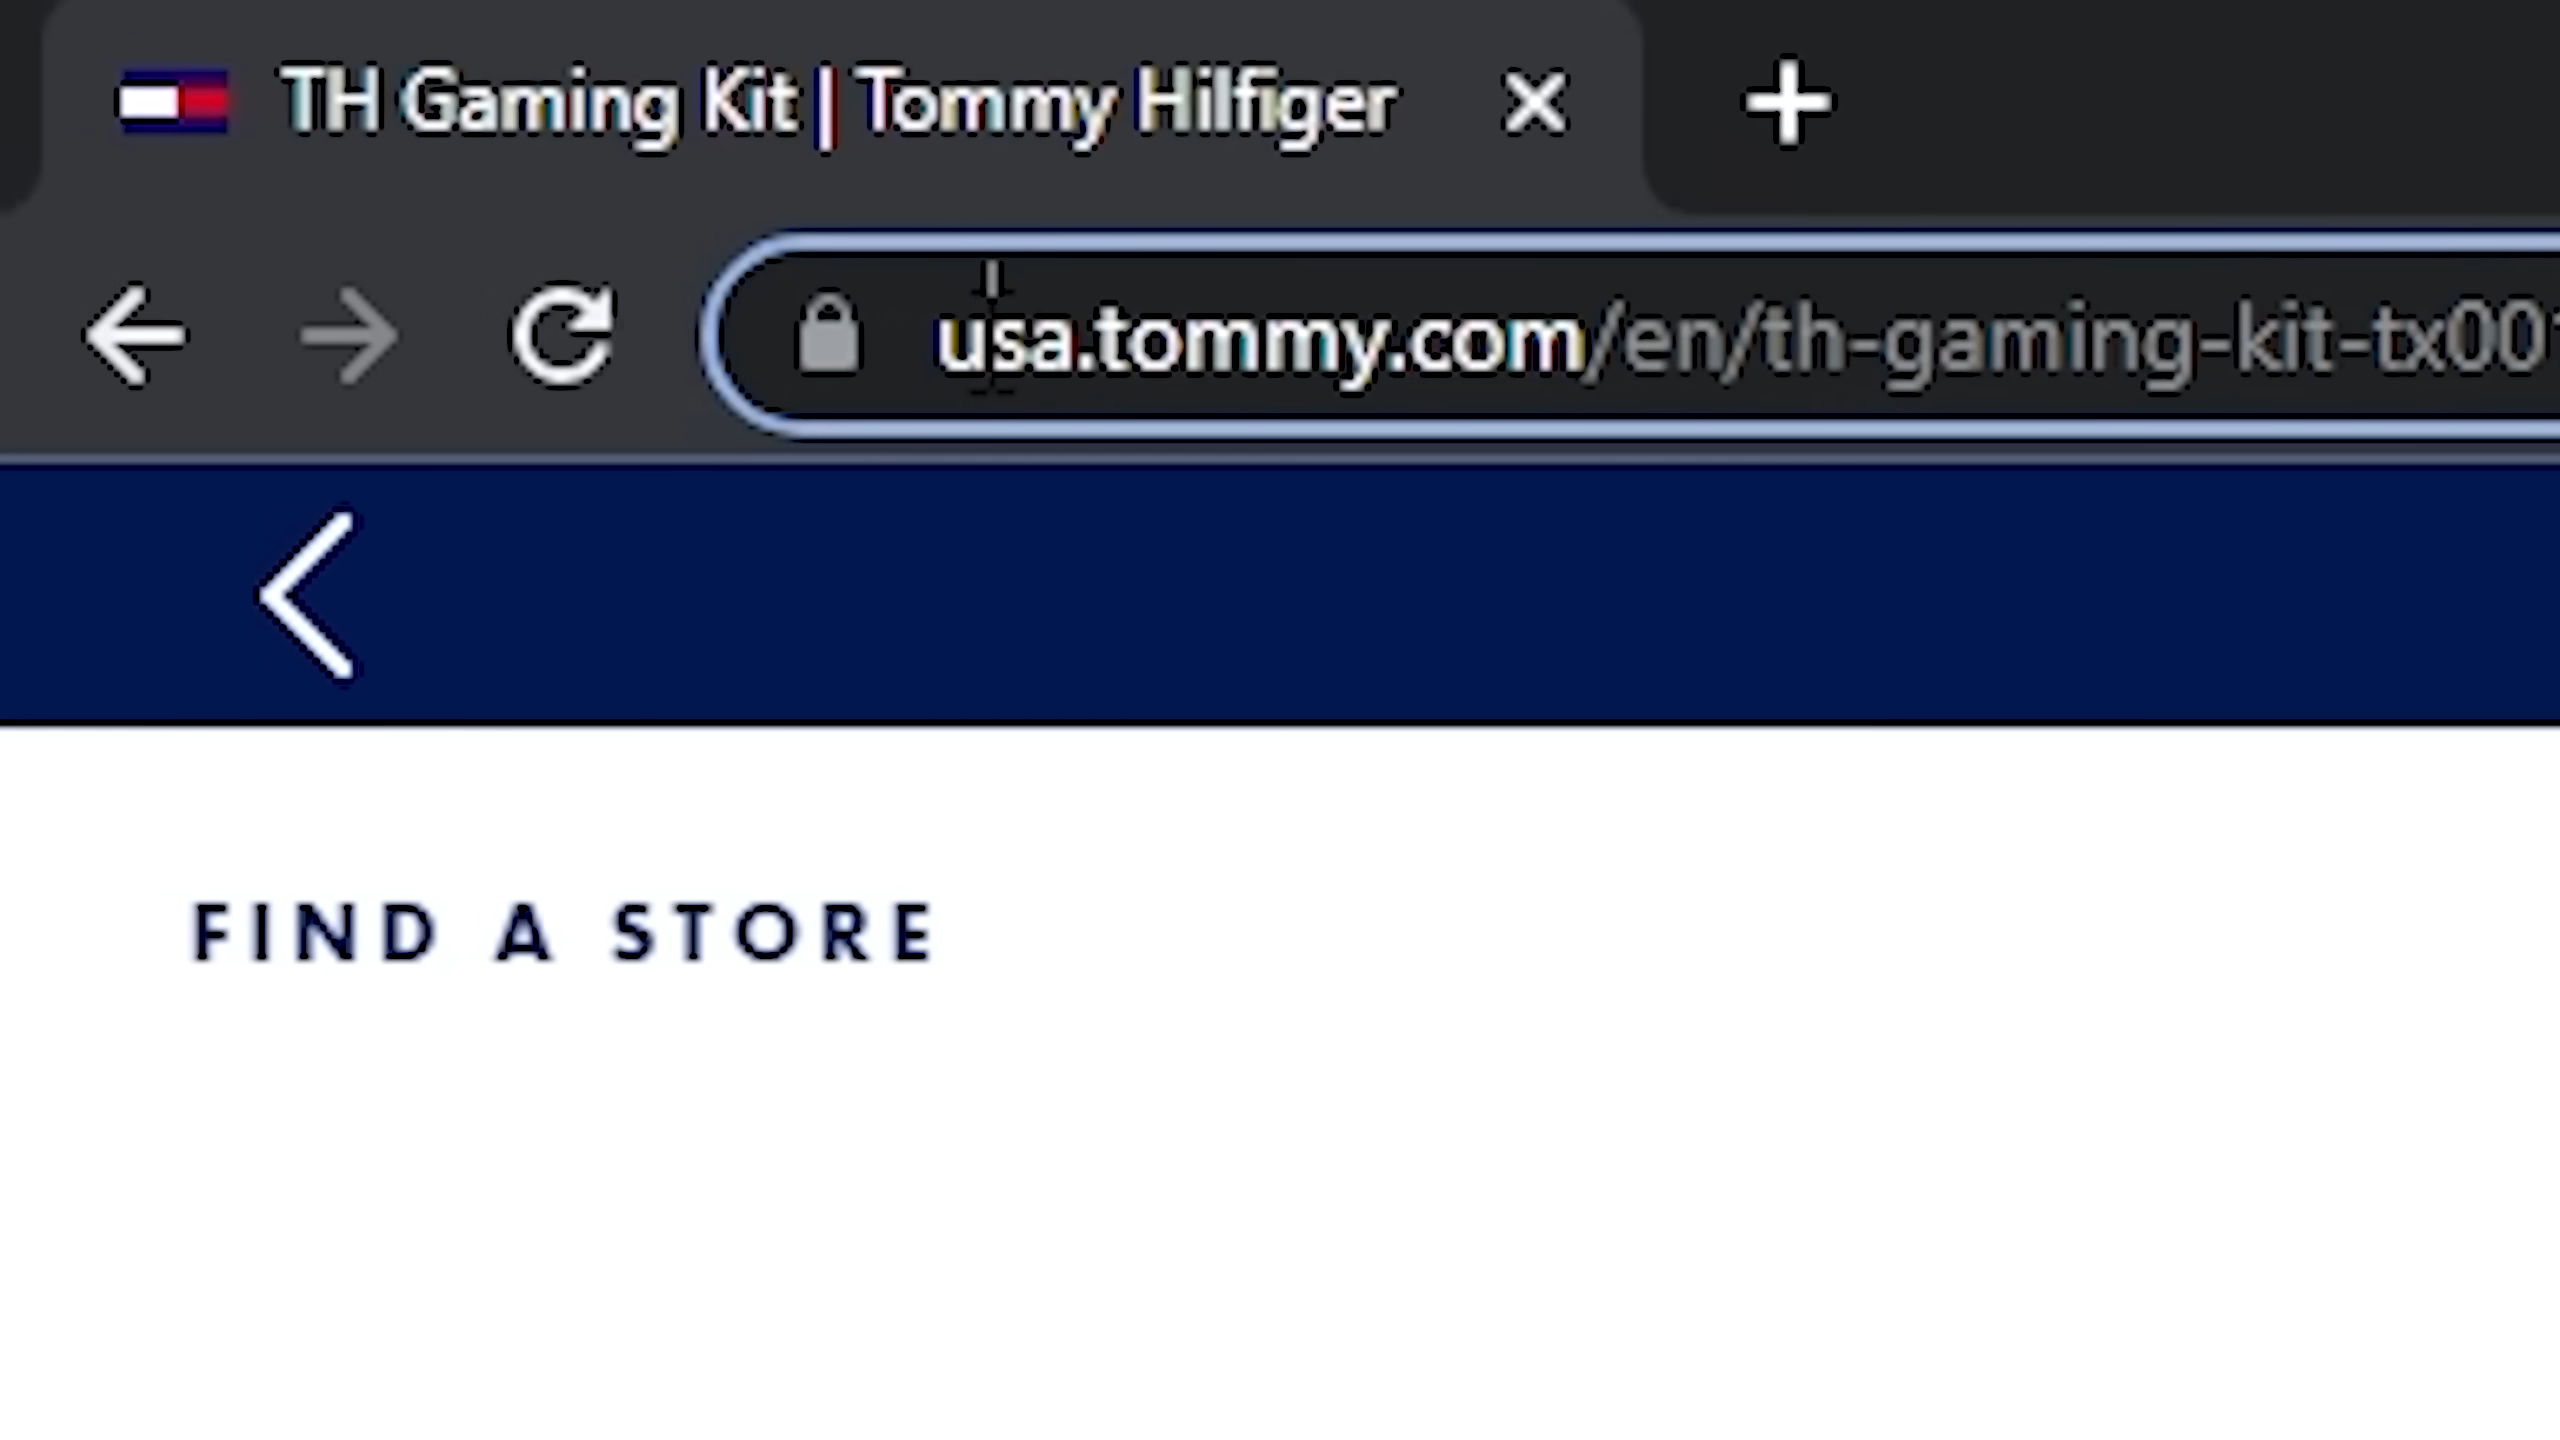 TH Gaming Kit | Tommy Hilfiger
usa.tommy.com/en/th-gaming-kit-tx00
FIND A STORE